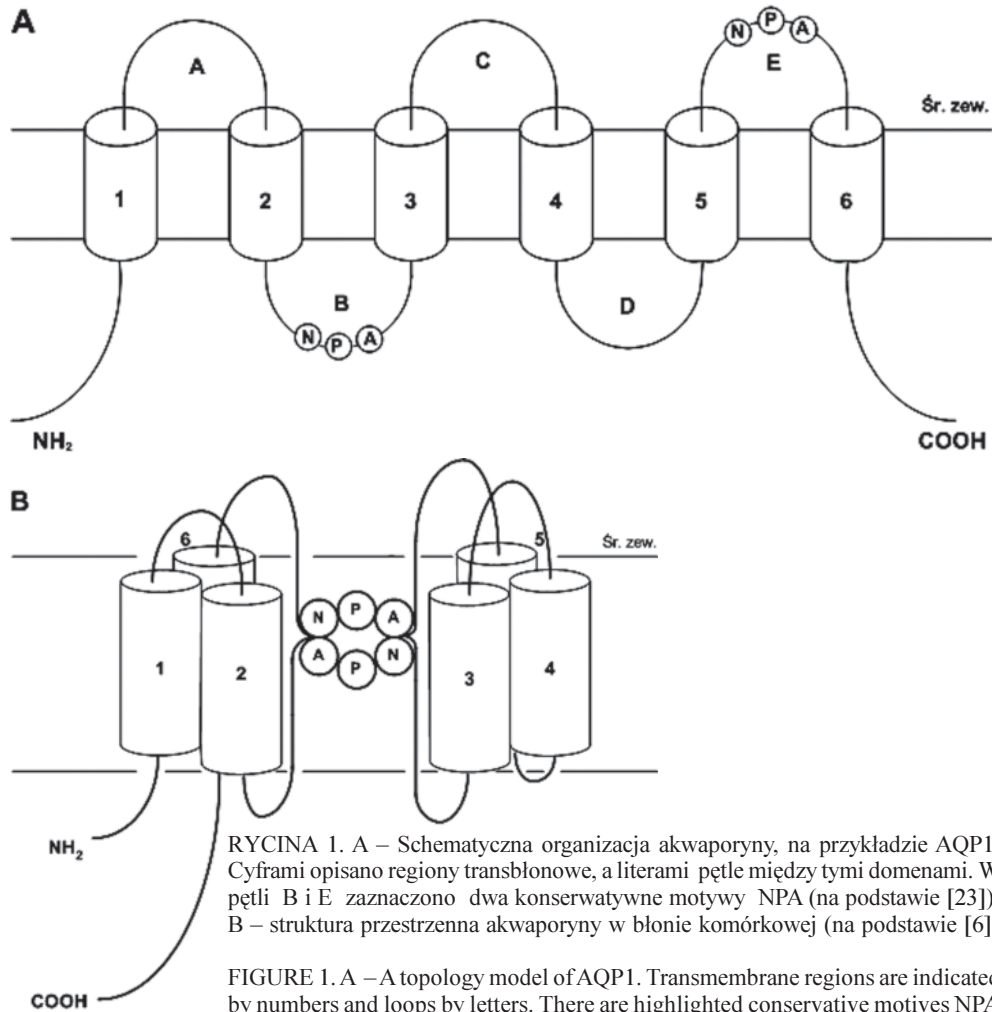 A
A
C
N P A
E
Śr. zew.
1
2
3
4
5
6
B
N P A
D
NH₂
COOH
B
6
5
Śr. zew.
N P A
A P N
1
2
3
4
NH₂
COOH
RYCINA 1. A – Schematyczna organizacja akwaporyny, na przykładzie AQP1
Cyframi opisano regiony transbłonowe, a literami pętle między tymi domenami. W
pętli B i E zaznaczono dwa konserwatywne motywy NPA (na podstawie [23])
B – struktura przestrzenna akwaporyny w błonie komórkowej (na podstawie [6]
FIGURE 1. A – A topology model of AQP1. Transmembrane regions are indicated
by numbers and loops by letters. There are highlighted conservative motives NPA